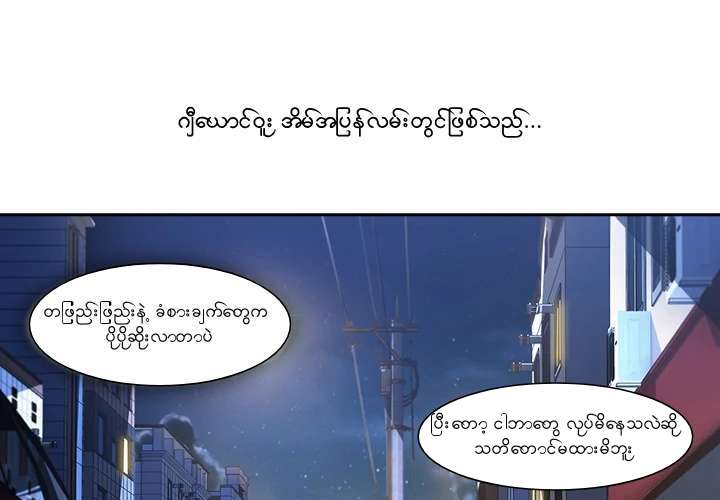 ဂျီယောင်ဝူး အိမ်အပြန်လမ်းတွင်ဖြစ်သည်...
တဖြည်းဖြည်းနဲ့ ခံစားချက်တွေက
ပိုပိုဆိုးလာတာပဲ
ပြီးတော့ ငါဘာတွေ လုပ်မိနေသလဲဆို
သတိတောင်မထားမိဘူး